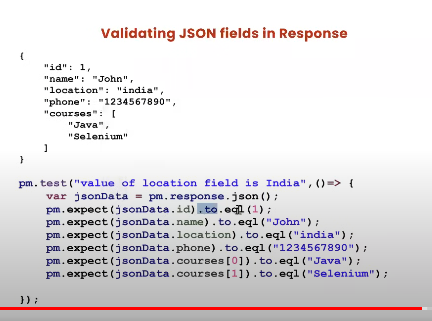 Validating JSON fields in Response
{
"id": 1,
"name": "John",
"location": "india",
"phone": "1234567890",
"courses": [
"Java",
"Selenium"
]
}
pm.test("value of location field is India",()=> {
var jsonData = pm.response.json();
pm.expect(jsonData.id).to.eql(1);
pm.expect(jsonData.name).to.eql("John");
pm.expect(jsonData.location).to.eql("india");
pm.expect(jsonData.phone).to.eql("1234567890");
pm.expect(jsonData.courses[0]).to.eql("Java");
pm.expect(jsonData.courses[1]).to.eql("Selenium");
});